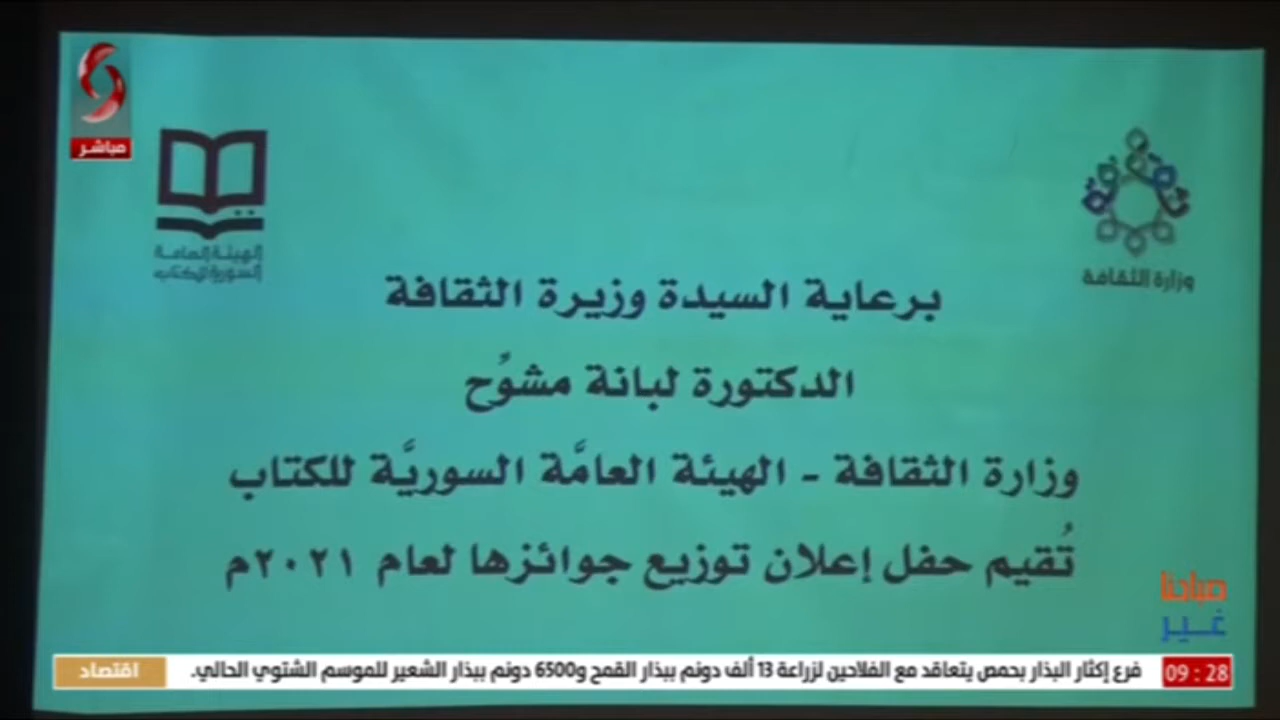 مباشر
الهيئة العامة
السورية للكتاب
وزارة الثقافة
برعاية السيدة وزيرة الثقافة
الدكتورة لبانة مشوِّح
وزارة الثقافة - الهيئة العامَّة السوريَّة للكتاب
تُقيم حفل إعلان توزيع جوائزها لعام ٢٠٢١م
صباحنا
غير
09 : 28 فرع إكثار البذار بحمص يتعاقد مع الفلاحين لزراعة 13 ألف دونم ببذار القمح و6500 دونم ببذار الشعير للموسم الشتوي الحالي. اقتصاد